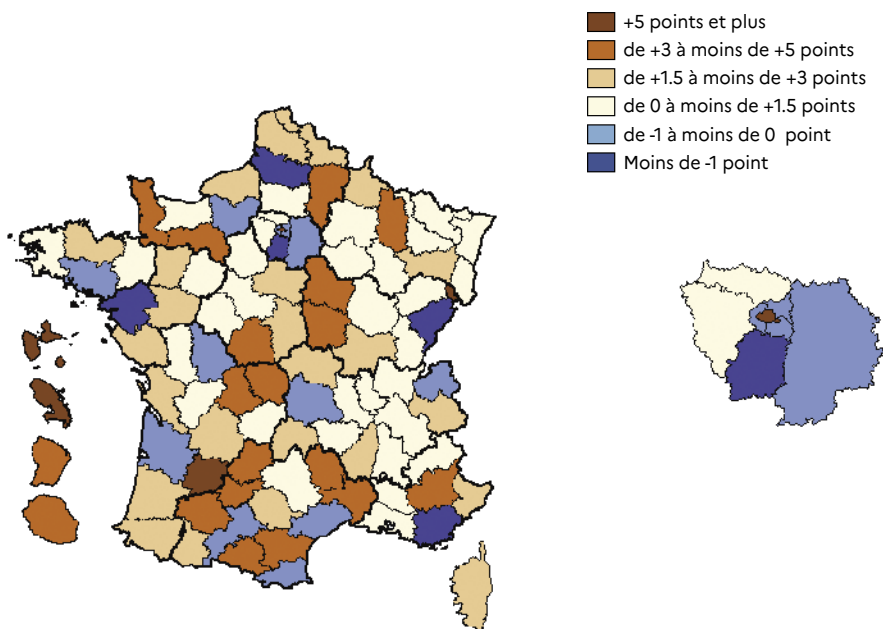 +5 points et plus
de +3 à moins de +5 points
de +1.5 à moins de +3 points
de 0 à moins de +1.5 points
de -1 à moins de 0 point
Moins de -1 point